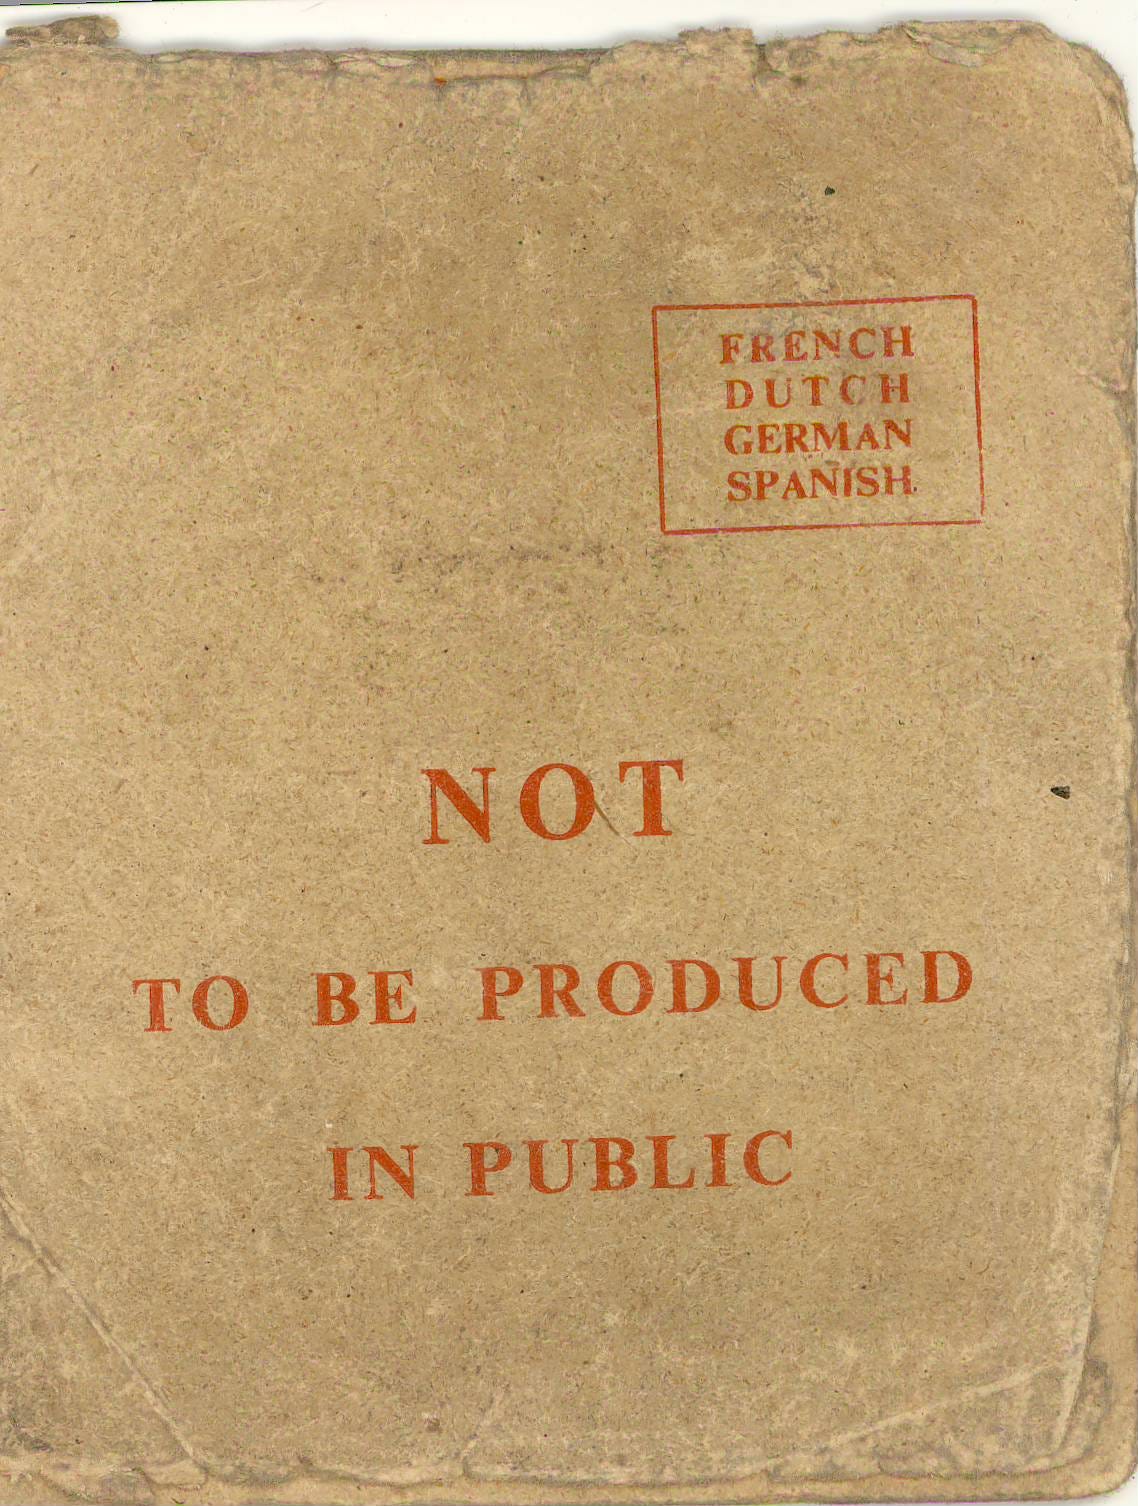 FRENCH
DUTCH
GERMAN
SPANISH.
NOT
TO BE PRODUCED
IN PUBLIC